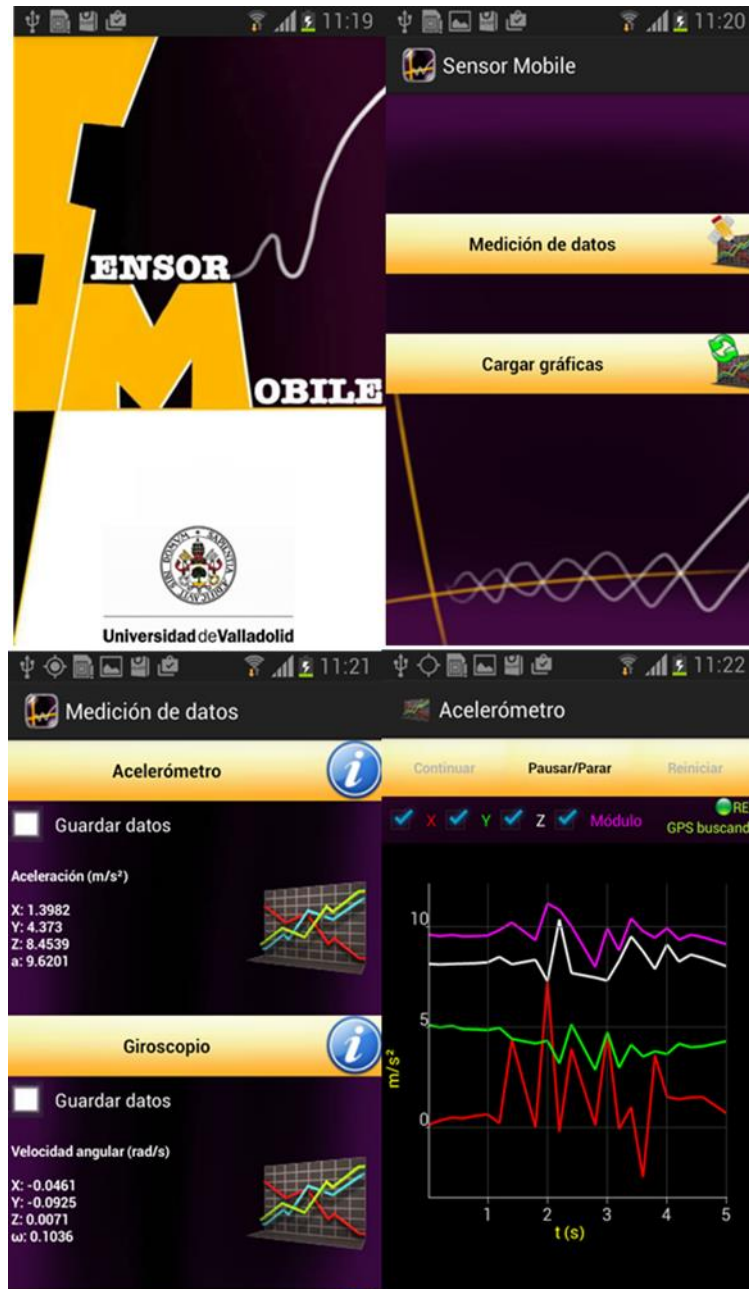 11:19
SENSOR
MOBILE
Universidad de Valladolid
11:20
Sensor Mobile
Medición de datos
Cargar gráficas
11:21
Medición de datos
Acelerómetro
Guardar datos
Aceleración (m/s²)
X: 1.3982
Y: 4.373
Z: 8.4539
a: 9.6201
Giroscopio
Guardar datos
Velocidad angular (rad/s)
X: -0.0461
Y: -0.0925
Z: 0.0071
ω: 0.1036
11:22
Acelerómetro
Continuar Pausar/Parar Reiniciar
X Y Z Módulo
RE
GPS buscand
10
5
0
m/s²
1 2 3 4 5
t (s)